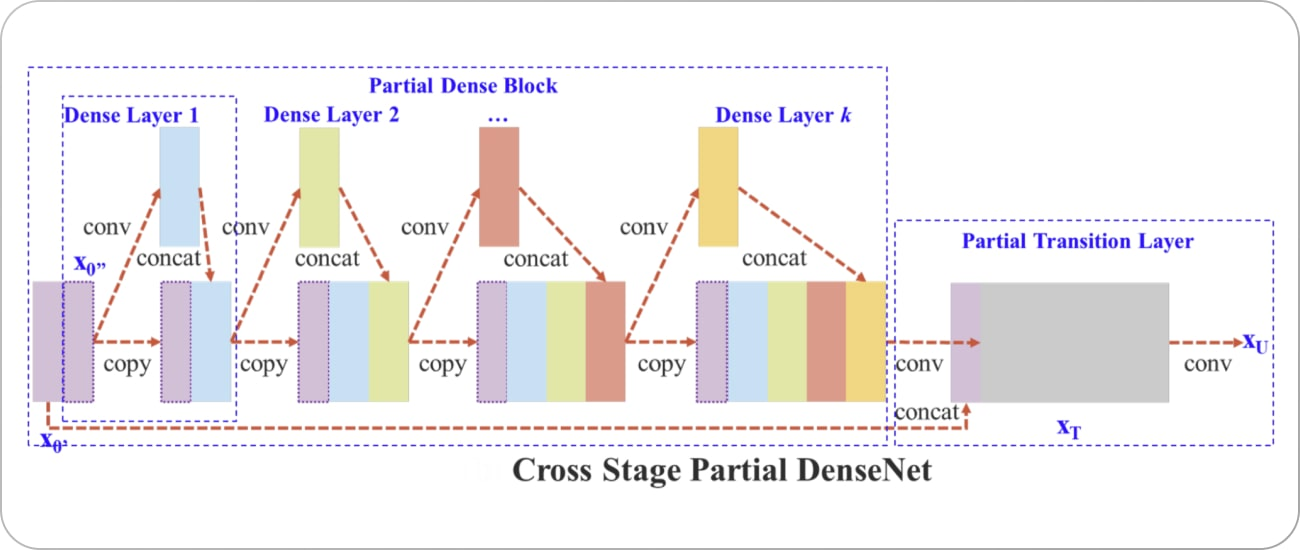 Partial Dense Block
Dense Layer 1
Dense Layer 2
...
Dense Layer k
conv
conv
conv
conv
x0”
concat
concat
concat
concat
Partial Transition Layer
copy
copy
copy
copy
conv
xU
conv
concat
x0’
xT
Cross Stage Partial DenseNet